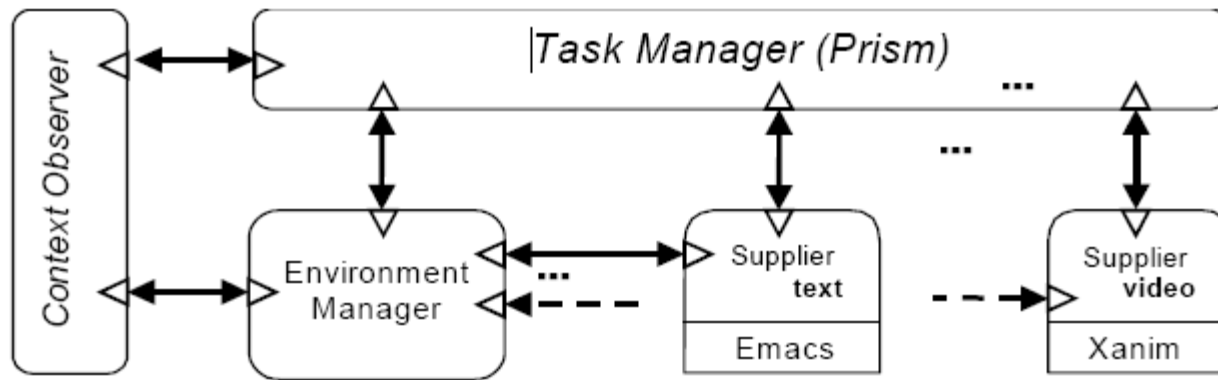 Context Observer
Task Manager (Prism)
...
...
Environment
Manager
...
Supplier
text
Emacs
Supplier
video
Xanim